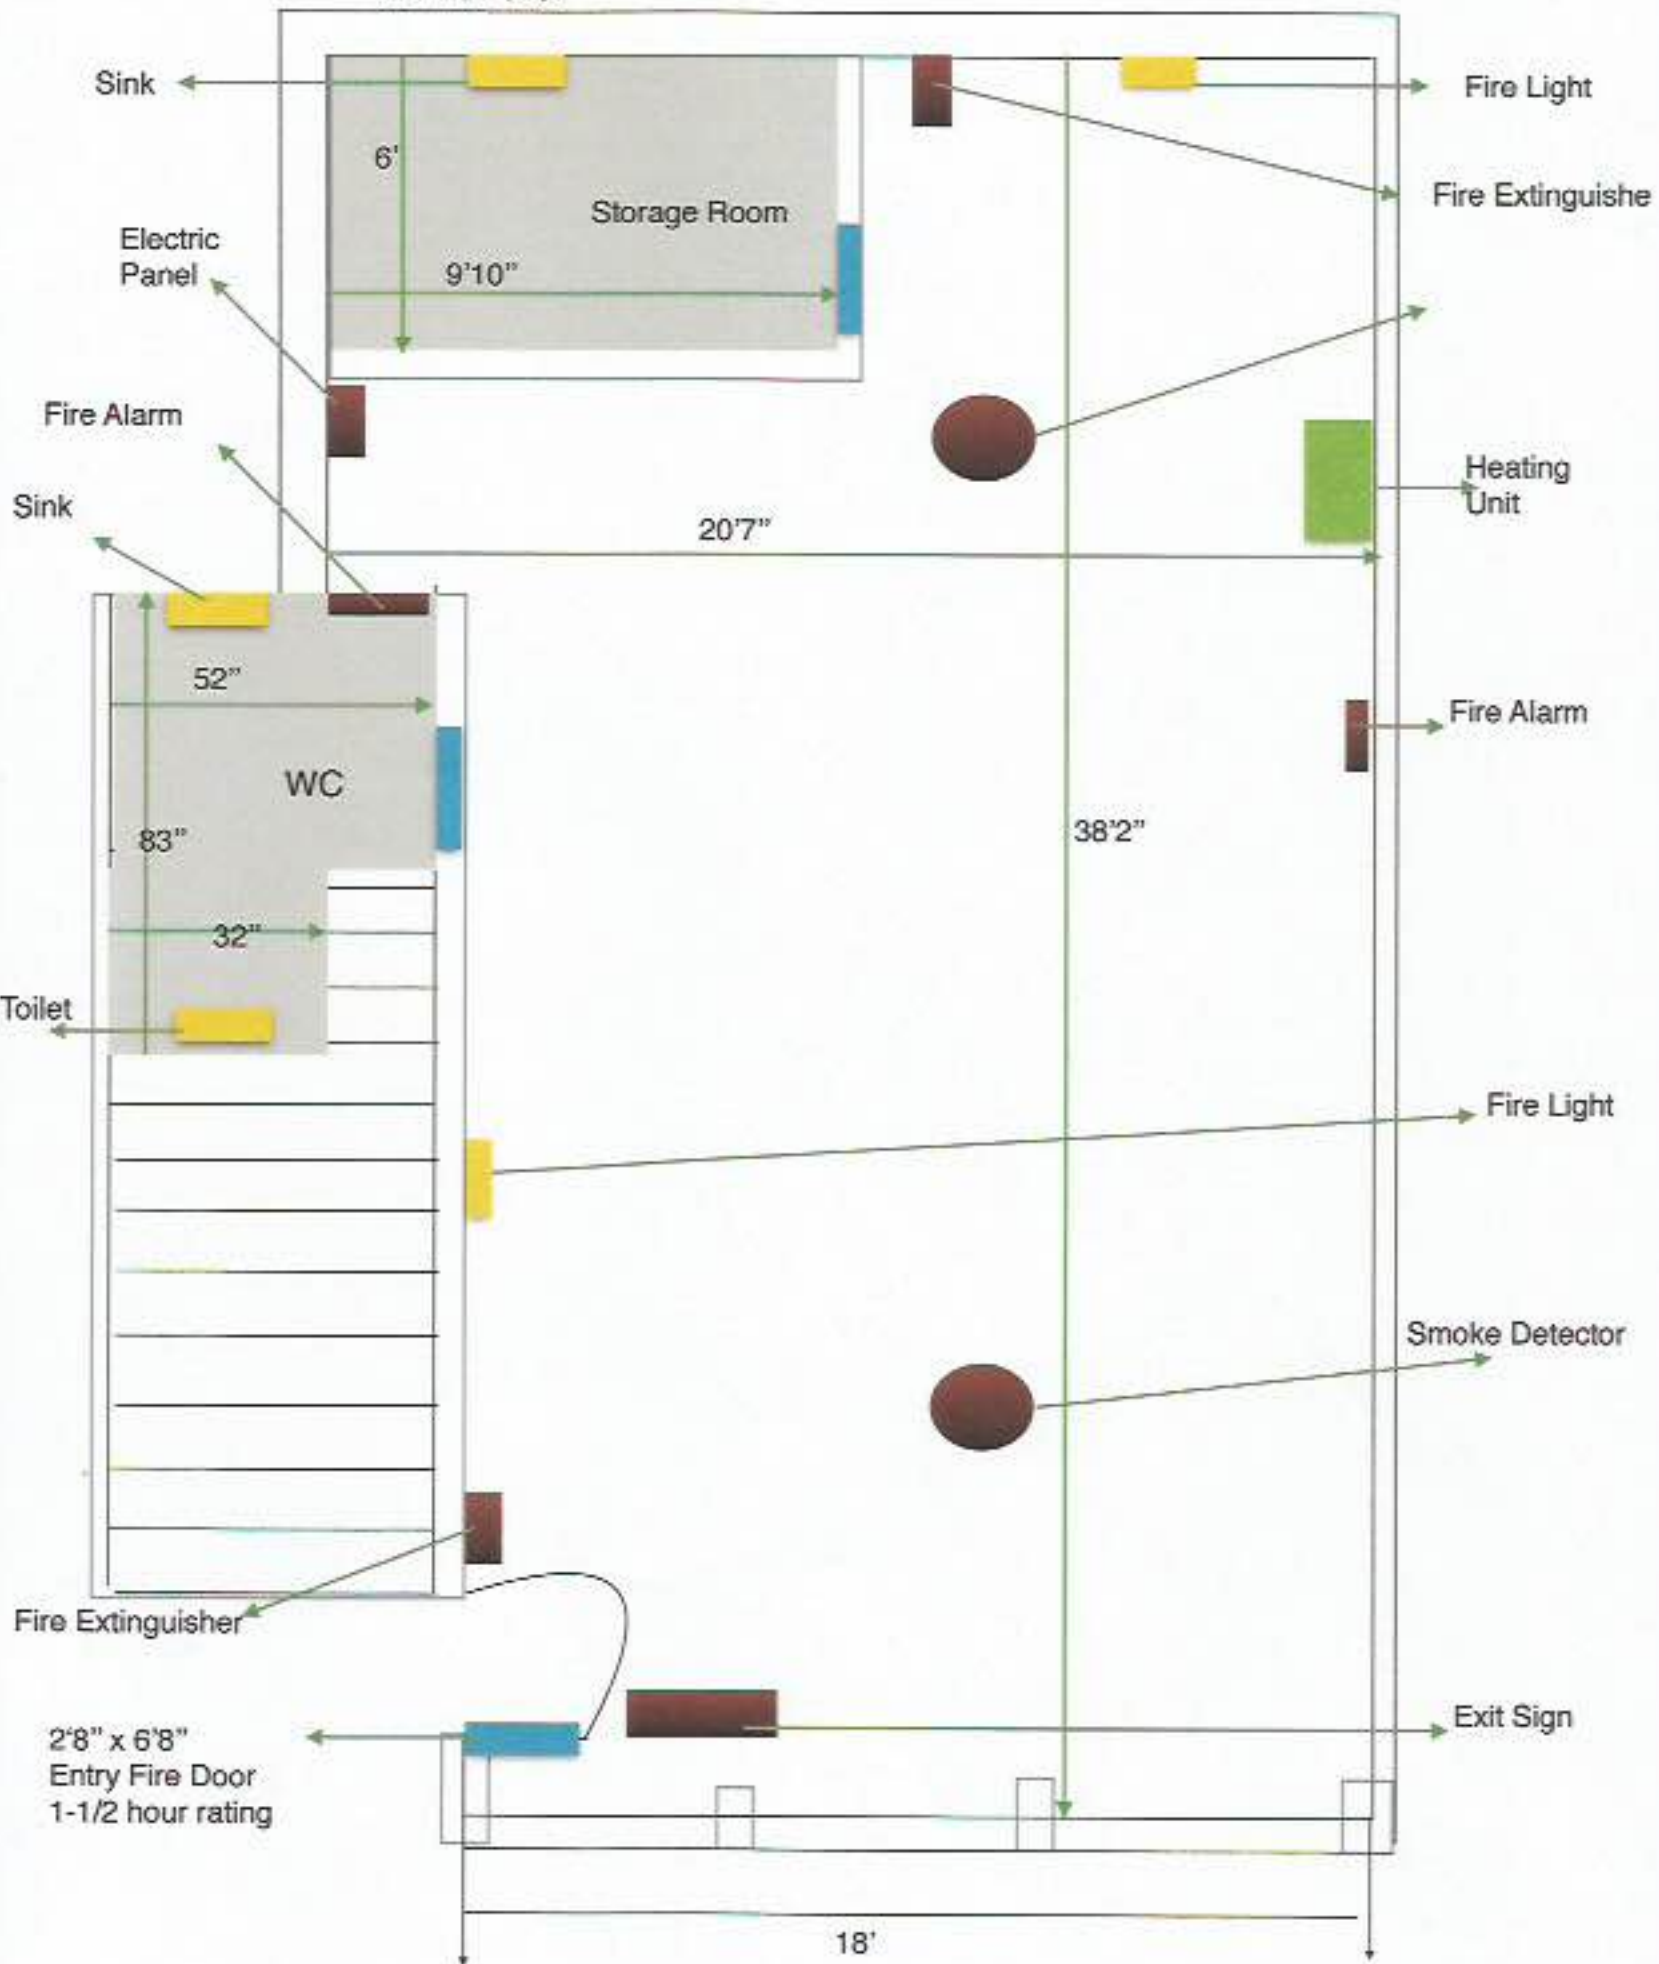 Sink
Fire Light
6'
Fire Extinguishe
Storage Room
Electric
Panel
9'10”
Fire Alarm
Heating
Unit
Sink
20'7”
52”
Fire Alarm
WC
83”
38'2”
32”
Toilet
Fire Light
Smoke Detector
Fire Extinguisher
Exit Sign
2'8” x 6'8”
Entry Fire Door
1-1/2 hour rating
18'